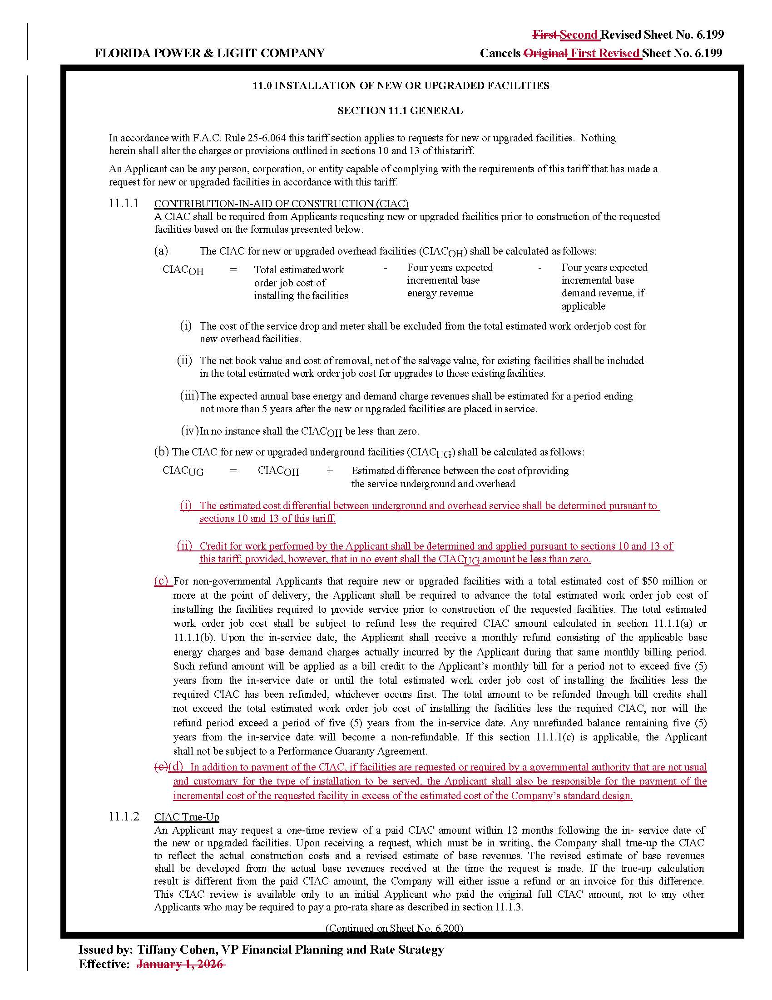 First Second Revised Sheet No. 6.199
FLORIDA POWER & LIGHT COMPANY Cancels Original First Revised Sheet No. 6.199
11.0 INSTALLATION OF NEW OR UPGRADED FACILITIES
SECTION 11.1 GENERAL
In accordance with F.A.C. Rule 25-6.064 this tariff section applies to requests for new or upgraded facilities. Nothing
herein shall alter the charges or provisions outlined in sections 10 and 13 of this tariff.
An Applicant can be any person, corporation, or entity capable of complying with the requirements of this tariff that has made a
request for new or upgraded facilities in accordance with this tariff.
11.1.1 CONTRIBUTION-IN-AID OF CONSTRUCTION (CIAC)
A CIAC shall be required from Applicants requesting new or upgraded facilities prior to construction of the requested
facilities based on the formulas presented below.
(a) The CIAC for new or upgraded overhead facilities (CIACOH) shall be calculated as follows:
CIACOH = Total estimated work - Four years expected - Four years expected
order job cost of incremental base incremental base
installing the facilities energy revenue demand revenue, if
applicable
(i) The cost of the service drop and meter shall be excluded from the total estimated work order job cost for
new overhead facilities.
(ii) The net book value and cost of removal, net of the salvage value, for existing facilities shall be included
in the total estimated work order job cost for upgrades to those existing facilities.
(iii) The expected annual base energy and demand charge revenues shall be estimated for a period ending
not more than 5 years after the new or upgraded facilities are placed in service.
(iv) In no instance shall the CIACOH be less than zero.
(b) The CIAC for new or upgraded underground facilities (CIACUG) shall be calculated as follows:
CIACUG = CIACOH + Estimated difference between the cost of providing
the service underground and overhead
(i) The estimated cost differential between underground and overhead service shall be determined pursuant to
sections 10 and 13 of this tariff.
(ii) Credit for work performed by the Applicant shall be determined and applied pursuant to sections 10 and 13 of
this tariff; provided, however, that in no event shall the CIACUG amount be less than zero.
(c) For non-governmental Applicants that require new or upgraded facilities with a total estimated cost of $50 million or
more at the point of delivery, the Applicant shall be required to advance the total estimated work order job cost of
installing the facilities required to provide service prior to construction of the requested facilities. The total estimated
work order job cost shall be subject to refund less the required CIAC amount calculated in section 11.1.1(a) or
11.1.1(b). Upon the in-service date, the Applicant shall receive a monthly refund consisting of the applicable base
energy charges and base demand charges actually incurred by the Applicant during that same monthly billing period.
Such refund amount will be applied as a bill credit to the Applicant’s monthly bill for a period not to exceed five (5)
years from the in-service date or until the total estimated work order job cost of installing the facilities less the
required CIAC has been refunded, whichever occurs first. The total amount to be refunded through bill credits shall
not exceed the total estimated work order job cost of installing the facilities less the required CIAC, nor will the
refund period exceed a period of five (5) years from the in-service date. Any unrefunded balance remaining five (5)
years from the in-service date will become a non-refundable. If this section 11.1.1(c) is applicable, the Applicant
shall not be subject to a Performance Guaranty Agreement.
(c)(d) In addition to payment of the CIAC, if facilities are requested or required by a governmental authority that are not usual
and customary for the type of installation to be served, the Applicant shall also be responsible for the payment of the
incremental cost of the requested facility in excess of the estimated cost of the Company’s standard design.
11.1.2 CIAC True-Up
An Applicant may request a one-time review of a paid CIAC amount within 12 months following the in- service date of
the new or upgraded facilities. Upon receiving a request, which must be in writing, the Company shall true-up the CIAC
to reflect the actual construction costs and a revised estimate of base revenues. The revised estimate of base revenues
shall be developed from the actual base revenues received at the time the request is made. If the true-up calculation
result is different from the paid CIAC amount, the Company will either issue a refund or an invoice for this difference.
This CIAC review is available only to an initial Applicant who paid the original full CIAC amount, not to any other
Applicants who may be required to pay a pro-rata share as described in section 11.1.3.
(Continued on Sheet No. 6.200)
Issued by: Tiffany Cohen, VP Financial Planning and Rate Strategy
Effective: January 1, 2026